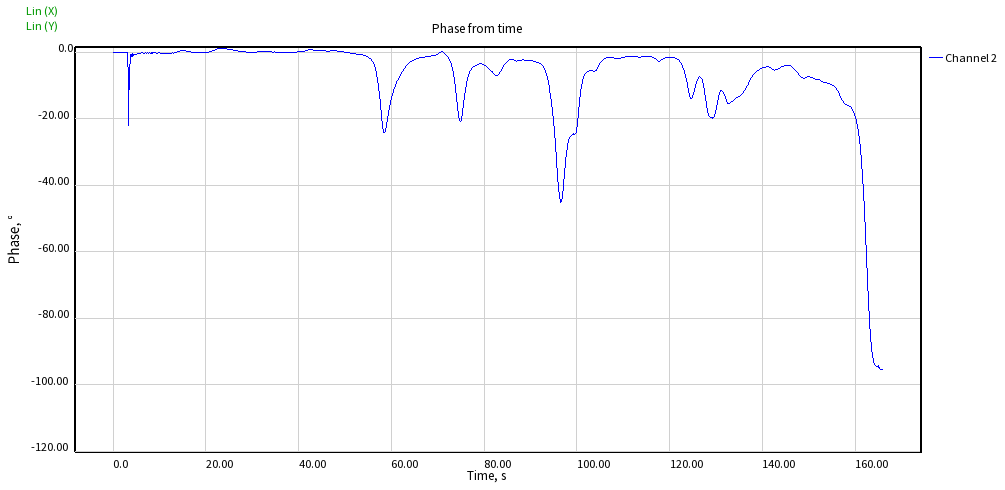 Lin (X)
Lin (Y)
Phase from time
Channel 2
0.0
-20.00
-40.00
-60.00
-80.00
-100.00
-120.00
Phase, °
0.0 20.00 40.00 60.00 80.00 100.00 120.00 140.00 160.00
Time, s